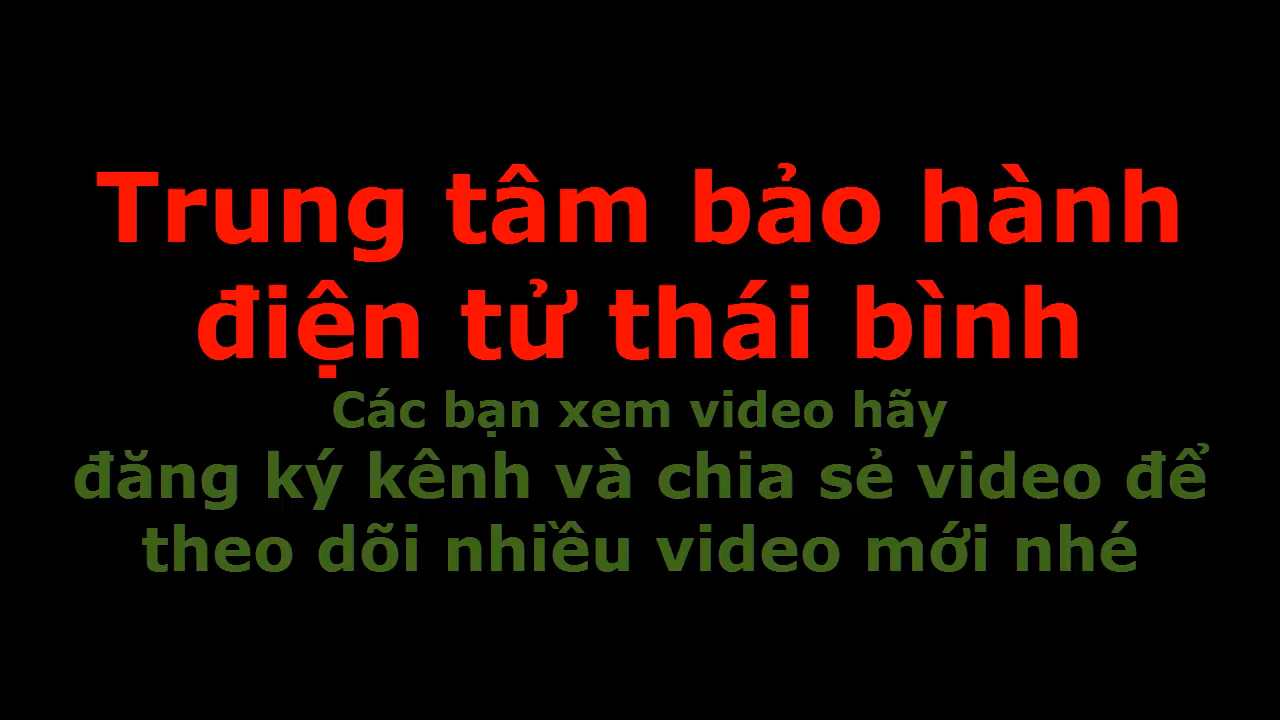 Trung tâm bảo hành
điện tử thái bình
Các bạn xem video hãy
đăng ký kênh và chia sẻ video để
theo dõi nhiều video mới nhé